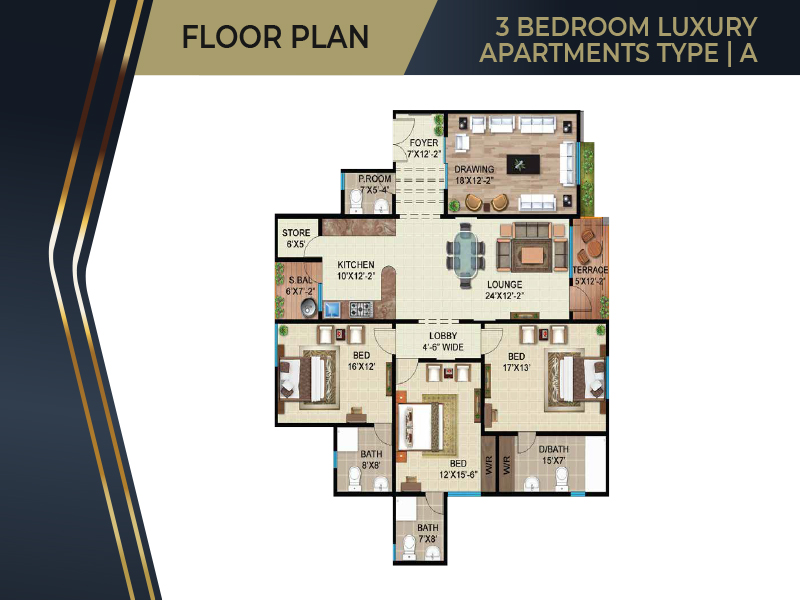 FLOOR PLAN
3 BEDROOM LUXURY
APARTMENTS TYPE | A
FOYER
7'X12'-2"
DRAWING
18'X12'-2"
P.ROOM
7'X5'-4"
STORE
6'X5'
KITCHEN
10'X12'-2"
S.BAL
6'X7'-2"
LOUNGE
24'X12'-2"
TERRACE
5'X12'-2"
LOBBY
4'-6" WIDE
BED
16'X12'
BED
17'X13'
BATH
8'X8'
BED
12'X15'-6"
W/R
W/R
D/BATH
15'X7'
BATH
7'X8'